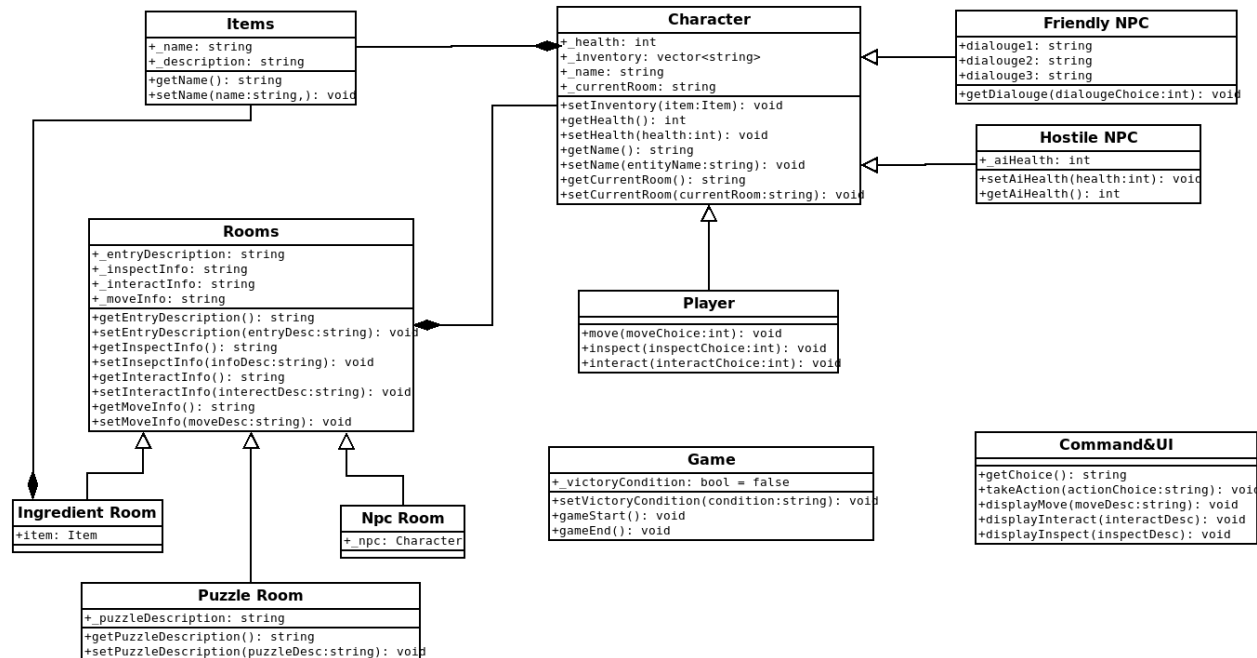 Items
+_name: string
+_description: string
+getName(): string
+setName(name:string,): void
Character
+_health: int
+_inventory: vector<string>
+_name: string
+_currentRoom: string
+setInventory(item:Item): void
+getHealth(): int
+setHealth(health:int): void
+getName(): string
+setName(entityName:string): void
+getCurrentRoom(): string
+setCurrentRoom(currentRoom:string): void
Friendly NPC
+dialouge1: string
+dialouge2: string
+dialouge3: string
+getDialouge(dialougeChoice:int): void
Hostile NPC
+_aiHealth: int
+setAiHealth(health:int): void
+getAiHealth(): int
Rooms
+_entryDescription: string
+_inspectInfo: string
+_interactInfo: string
+_moveInfo: string
+getEntryDescription(): string
+setEntryDescription(entryDesc:string): void
+getInspectInfo(): string
+setInsepctInfo(infoDesc:string): void
+getInteractInfo(): string
+setInteractInfo(interectDesc:string): void
+getMoveInfo(): string
+setMoveInfo(moveDesc:string): void
Player
+move(moveChoice:int): void
+inspect(inspectChoice:int): void
+interact(interactChoice:int): void
Game
+_victoryCondition: bool = false
+setVictoryCondition(condition:string): void
+gameStart(): void
+gameEnd(): void
Command&UI
+getChoice(): string
+takeAction(actionChoice:string): void
+displayMove(moveDesc:string): void
+displayInteract(interactDesc): void
+displayInspect(inspectDesc): void
Ingredient Room
+item: Item
Npc Room
+_npc: Character
Puzzle Room
+_puzzleDescription: string
+getPuzzleDescription(): string
+setPuzzleDescription(puzzleDesc:string): void